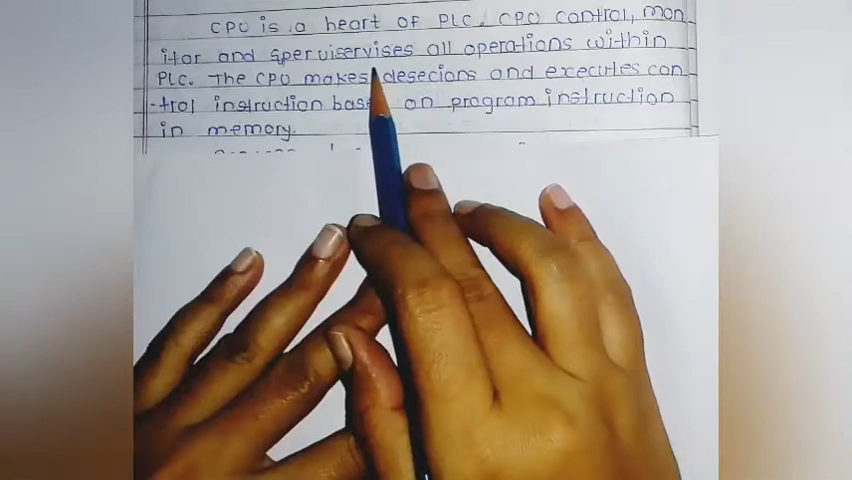 CPU is a heart of PLC. CPU control, mon
itor and sperviservises all operations within
PLC. The CPU makes desecions and executes con
-trol instruction base on program instruction
in memory.